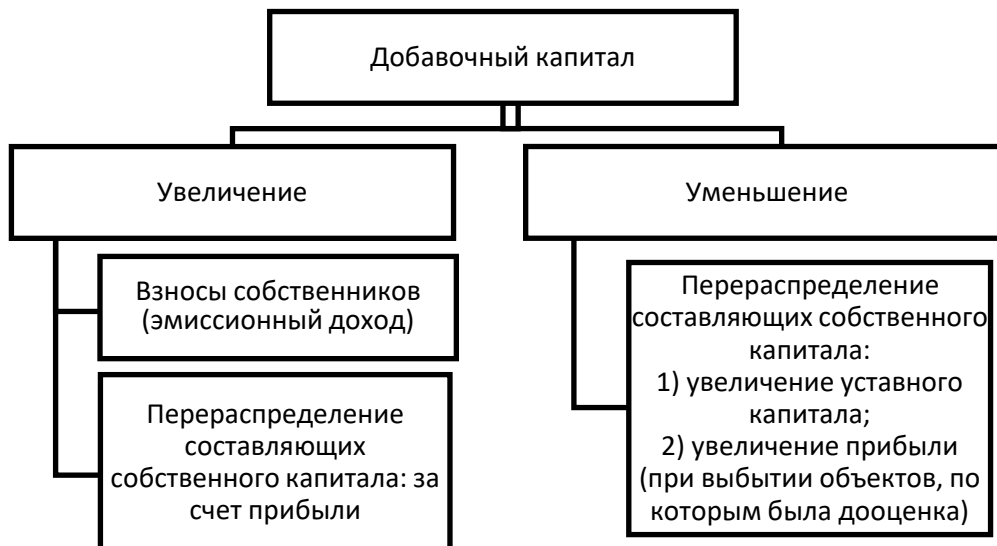 Добавочный капитал
Увеличение
Взносы собственников
(эмиссионный доход)
Перераспределение
составляющих
собственного капитала: за
счет прибыли
Уменьшение
Перераспределение
составляющих собственного
капитала:
1) увеличение уставного
капитала;
2) увеличение прибыли
(при выбытии объектов, по
которым была дооценка)